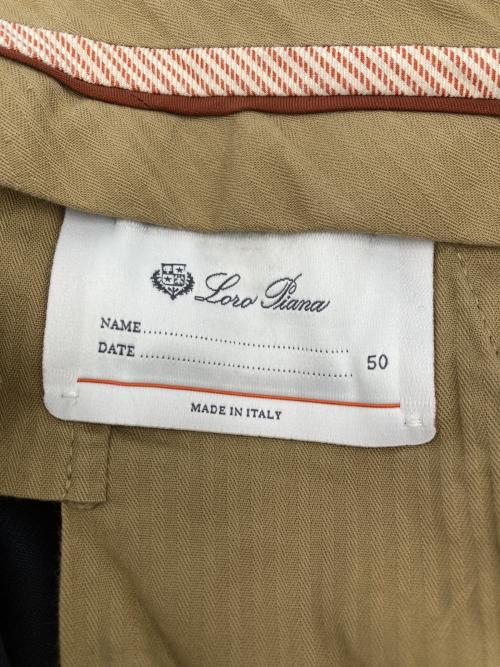 Loro Piana
NAME........................................
DATE........................................ 50
MADE IN ITALY